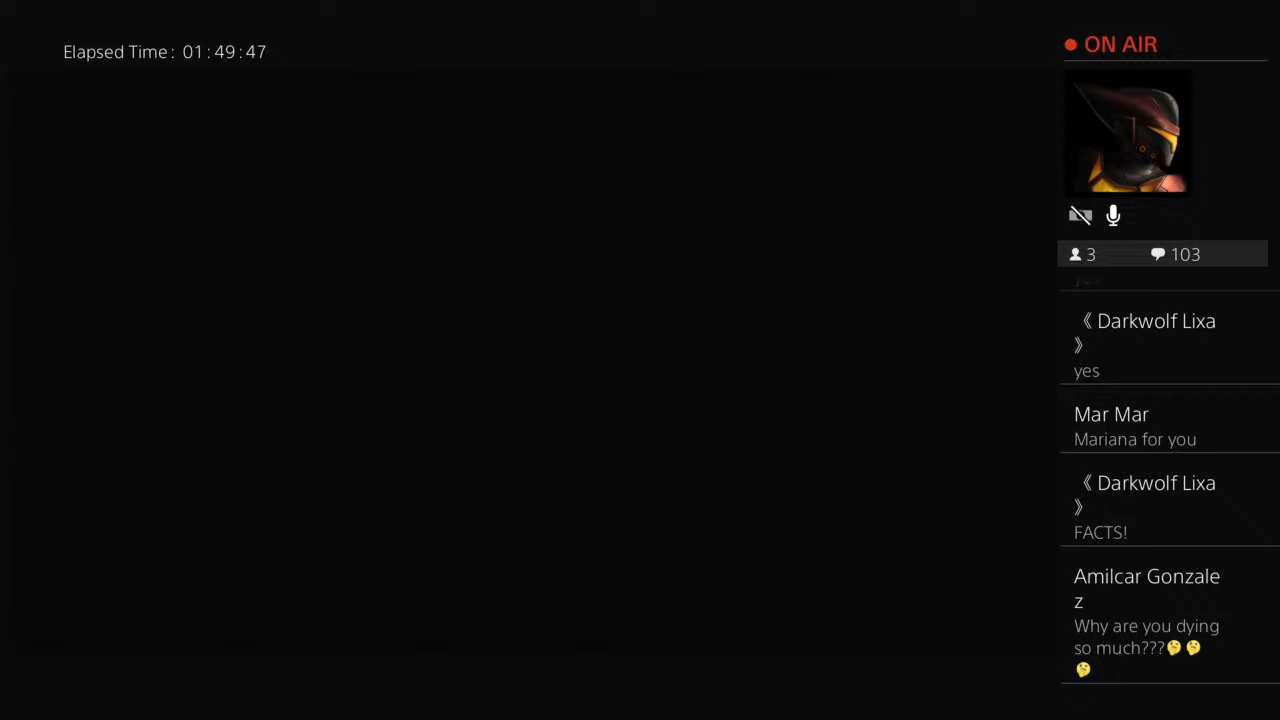 Elapsed Time: 01:49:47
ON AIR
3 103
《 Darkwolf Lixa
》
yes
Mar Mar
Mariana for you
《 Darkwolf Lixa
》
FACTS!
Amilcar Gonzale
z
Why are you dying
so much???🤔🤔
🤔